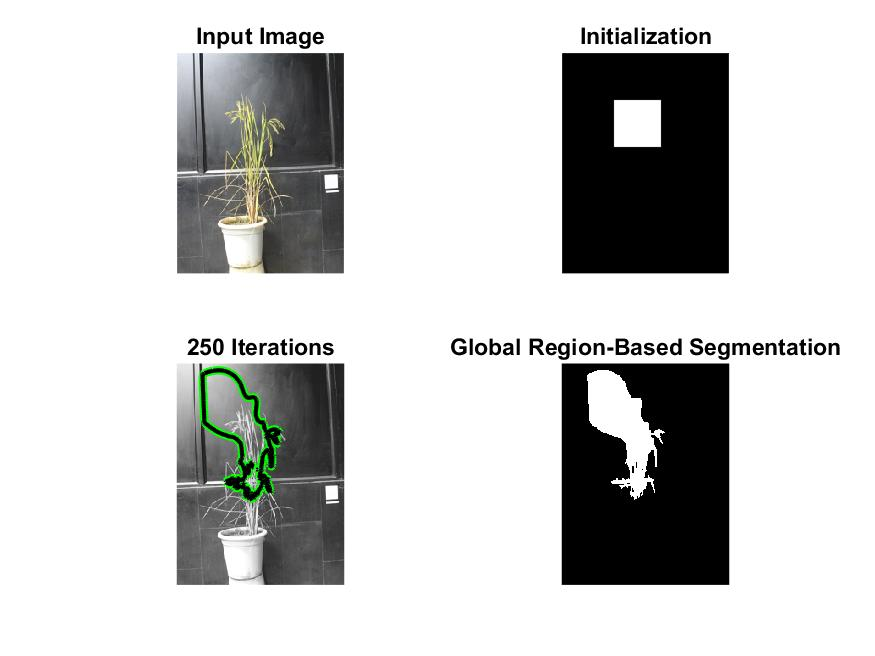 Input Image
Initialization
250 Iterations
Global Region-Based Segmentation